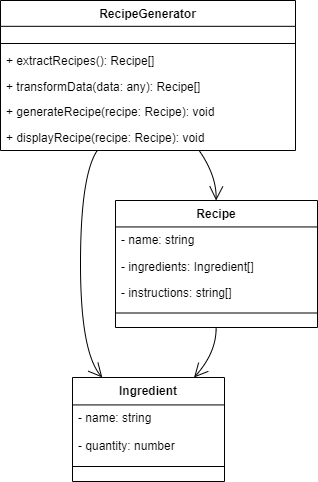 RecipeGenerator
+ extractRecipes(): Recipe[]
+ transformData(data: any): Recipe[]
+ generateRecipe(recipe: Recipe): void
+ displayRecipe(recipe: Recipe): void
Recipe
- name: string
- ingredients: Ingredient[]
- instructions: string[]
Ingredient
- name: string
- quantity: number